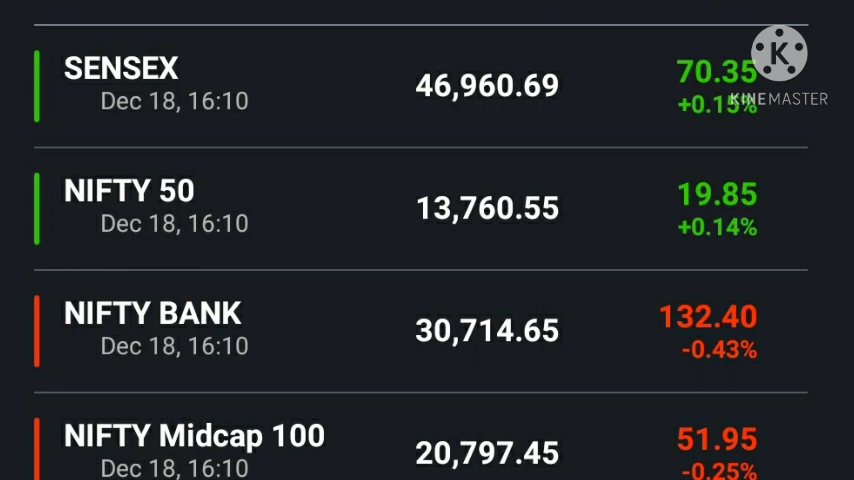 SENSEX
46,960.69
70.35
Dec 18, 16:10
+0.15%
K
KINEMASTER
NIFTY 50
13,760.55
19.85
Dec 18, 16:10
+0.14%
NIFTY BANK
30,714.65
132.40
Dec 18, 16:10
-0.43%
NIFTY Midcap 100
20,797.45
51.95
Dec 18, 16:10
-0.25%